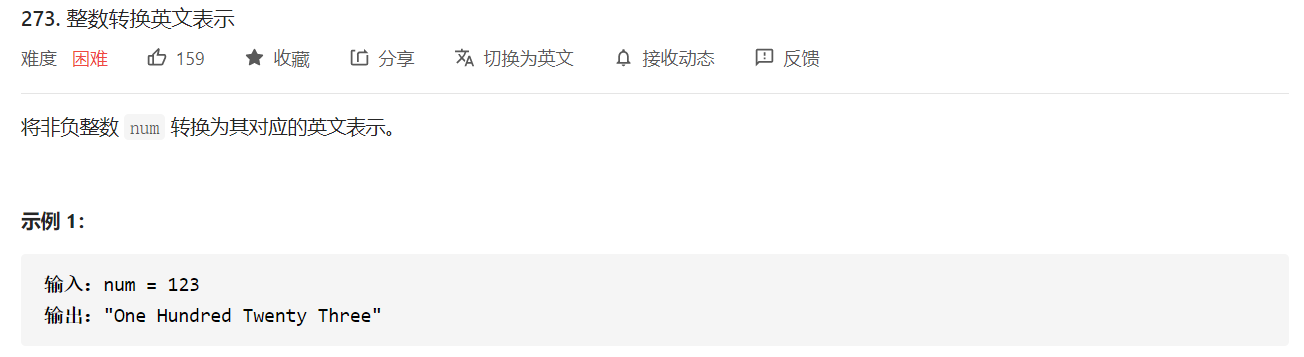 273. 整数转换英文表示
难度 困难 159 收藏 分享 切换为英文 接收动态 反馈
将非负整数 num 转换为其对应的英文表示。
示例 1：
输入：num = 123
输出："One Hundred Twenty Three"